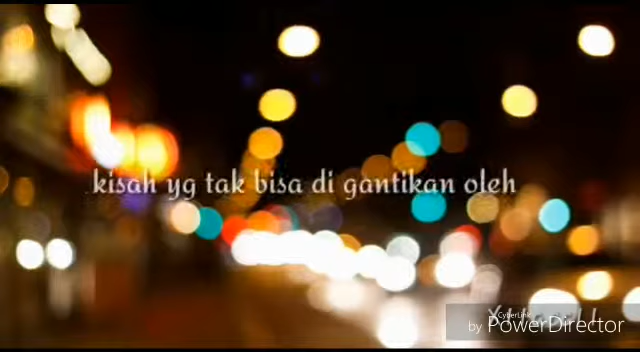 kisah yg tak bisa di gantikan oleh
CyberLink
by PowerDirector